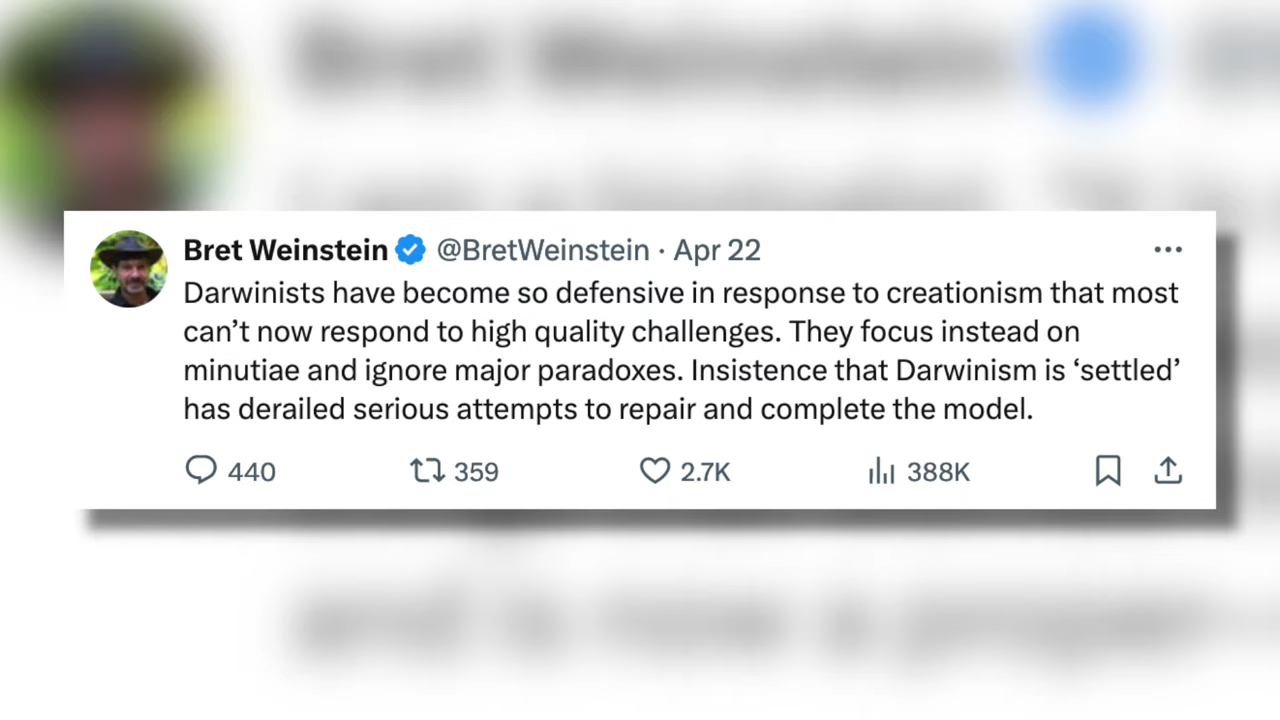 Bret Weinstein @BretWeinstein · Apr 22
Darwinists have become so defensive in response to creationism that most
can’t now respond to high quality challenges. They focus instead on
minutiae and ignore major paradoxes. Insistence that Darwinism is ‘settled’
has derailed serious attempts to repair and complete the model.
440 359 2.7K 388K